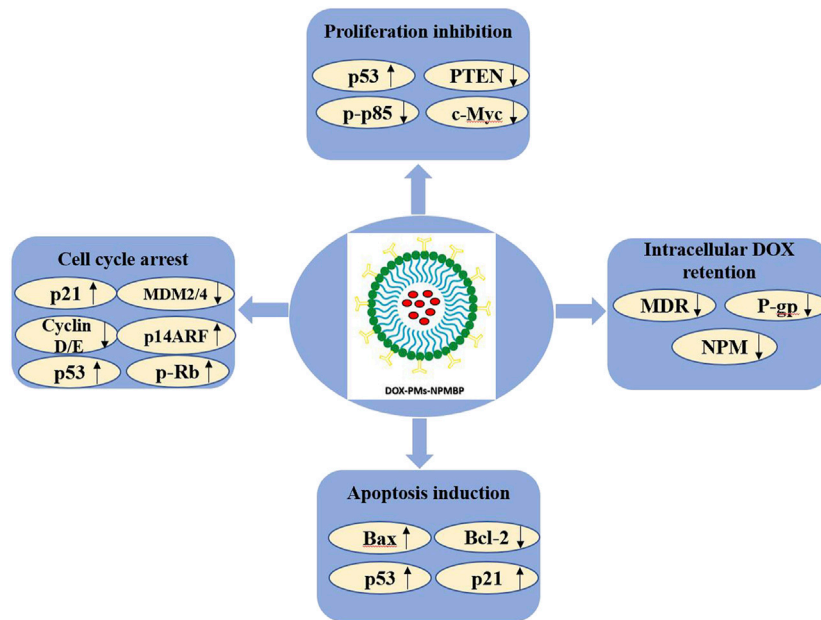 Proliferation inhibition
p53 ↑ PTEN ↓
p-p85 ↓ c-Myc ↓
Cell cycle arrest
p21 ↑ MDM2/4 ↓
Cyclin
D/E ↓ p14ARF ↑
p53 ↑ p-Rb ↑
DOX-PMs-NPMBP
Intracellular DOX
retention
MDR ↓ P-gp ↓
NPM ↓
Apoptosis induction
Bax ↑ Bcl-2 ↓
p53 ↑ p21 ↑